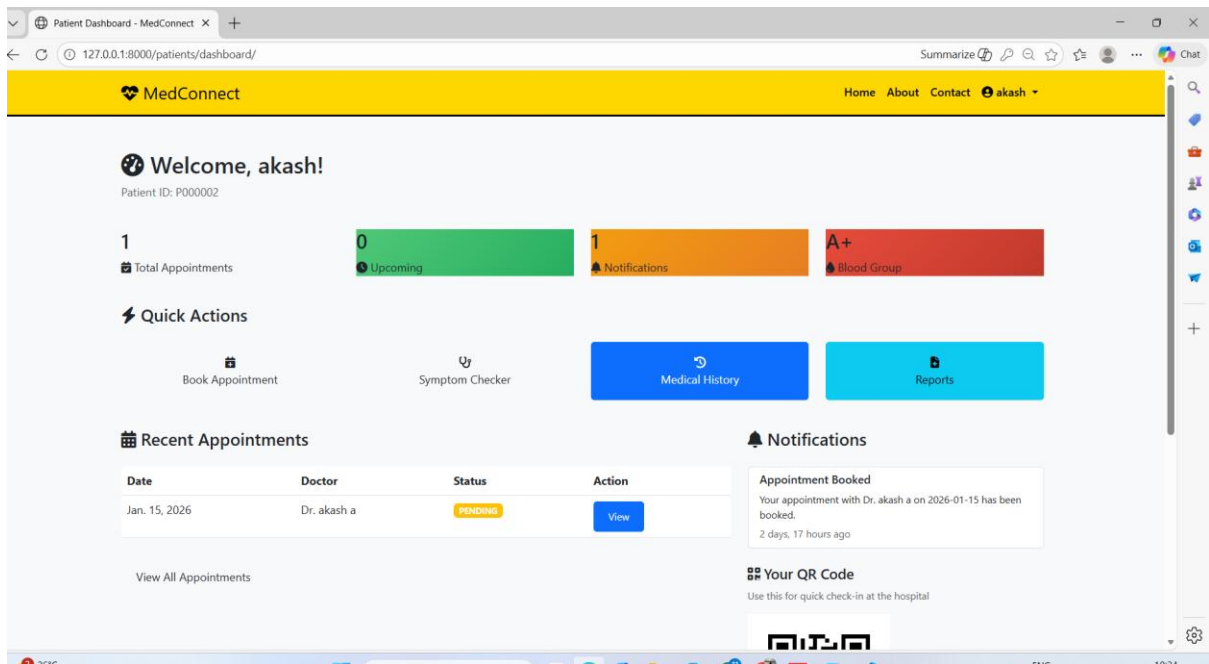 Patient Dashboard - MedConnect
127.0.0.1:8000/patients/dashboard/
Summarize
Chat
MedConnect
Home About Contact akash
Welcome, akash!
Patient ID: P000002
1 0 1 A+
Total Appointments Upcoming Notifications Blood Group
Quick Actions
Book Appointment Symptom Checker Medical History Reports
Recent Appointments
Date Doctor Status Action
Jan. 15, 2026 Dr. akash a PENDING View
View All Appointments
Notifications
Appointment Booked
Your appointment with Dr. akash a on 2026-01-15 has been
booked.
2 days, 17 hours ago
Your QR Code
Use this for quick check-in at the hospital